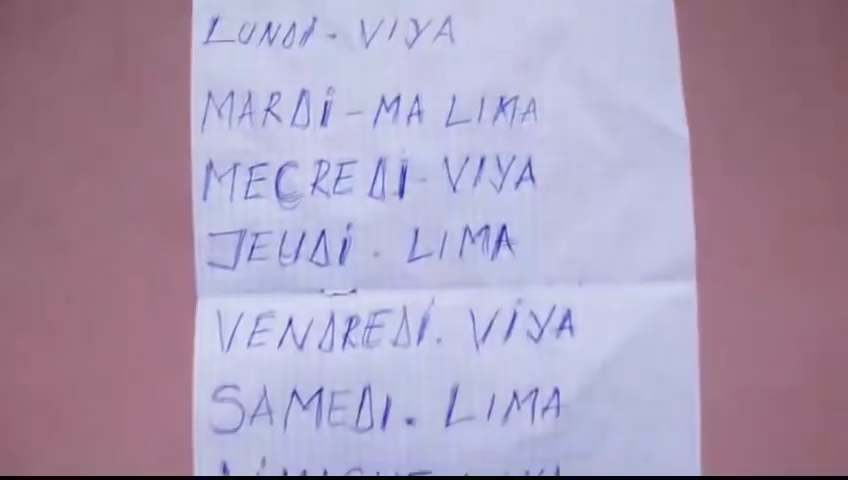 LUNDI - VIYA
MARDI - MA LIMA
MECREDI - VIYA
JEUDI . LIMA
VENDREDI . VIYA
SAMEDI . LIMA